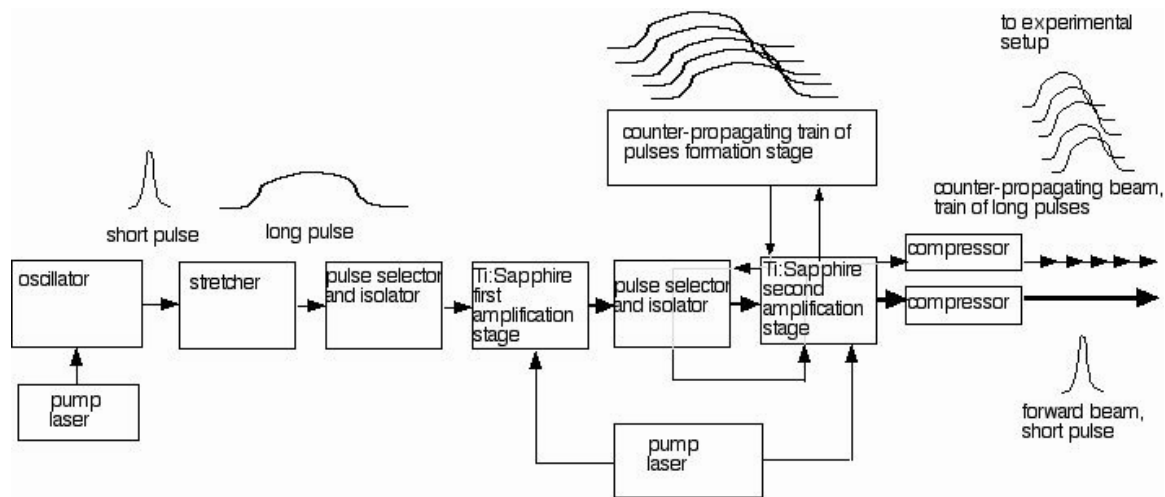 to experimental
setup
counter-propagating train of
pulses formation stage
counter-propagating beam,
train of long pulses
short pulse
long pulse
oscillator
stretcher
pulse selector
and isolator
Ti:Sapphire
first
amplification
stage
pulse selector
and isolator
Ti:Sapphire
second
amplification
stage
compressor
compressor
pump
laser
pump
laser
forward beam,
short pulse